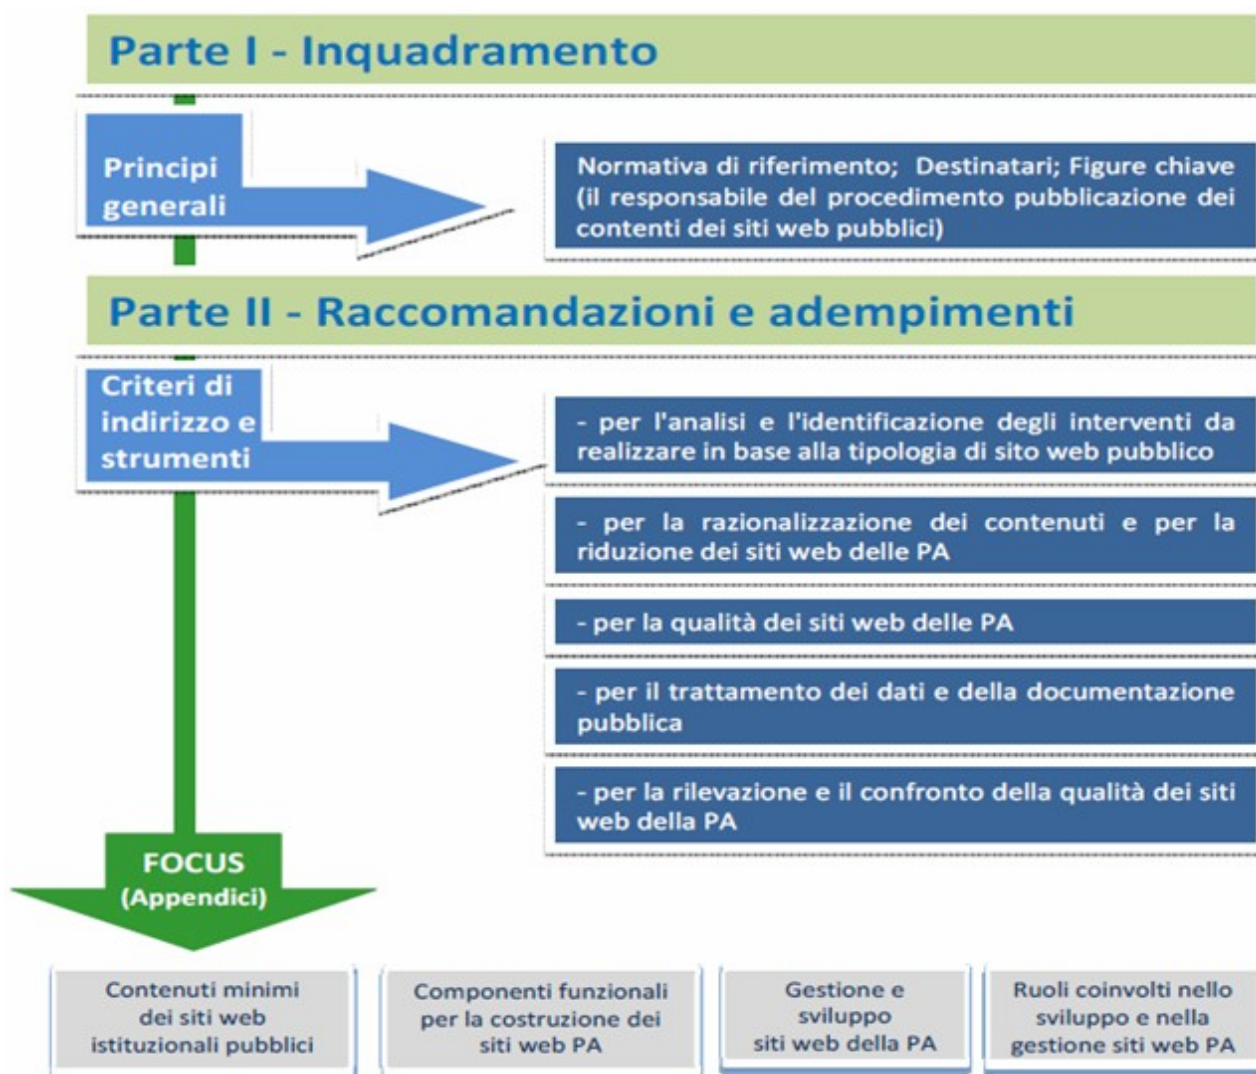 Parte I - Inquadramento
Principi
generali
Normativa di riferimento; Destinatari; Figure chiave
(il responsabile del procedimento pubblicazione dei
contenti dei siti web pubblici)
Parte II - Raccomandazioni e adempimenti
Criteri di
indirizzo e
strumenti
- per l'analisi e l'identificazione degli interventi da
realizzare in base alla tipologia di sito web pubblico
- per la razionalizzazione dei contenuti e per la
riduzione dei siti web delle PA
- per la qualità dei siti web delle PA
- per il trattamento dei dati e della documentazione
pubblica
- per la rilevazione e il confronto della qualità dei siti
web della PA
FOCUS
(Appendici)
Contenuti minimi
dei siti web
istituzionali pubblici
Componenti funzionali
per la costruzione dei
siti web PA
Gestione e
sviluppo
siti web della PA
Ruoli coinvolti nello
sviluppo e nella
gestione siti web PA